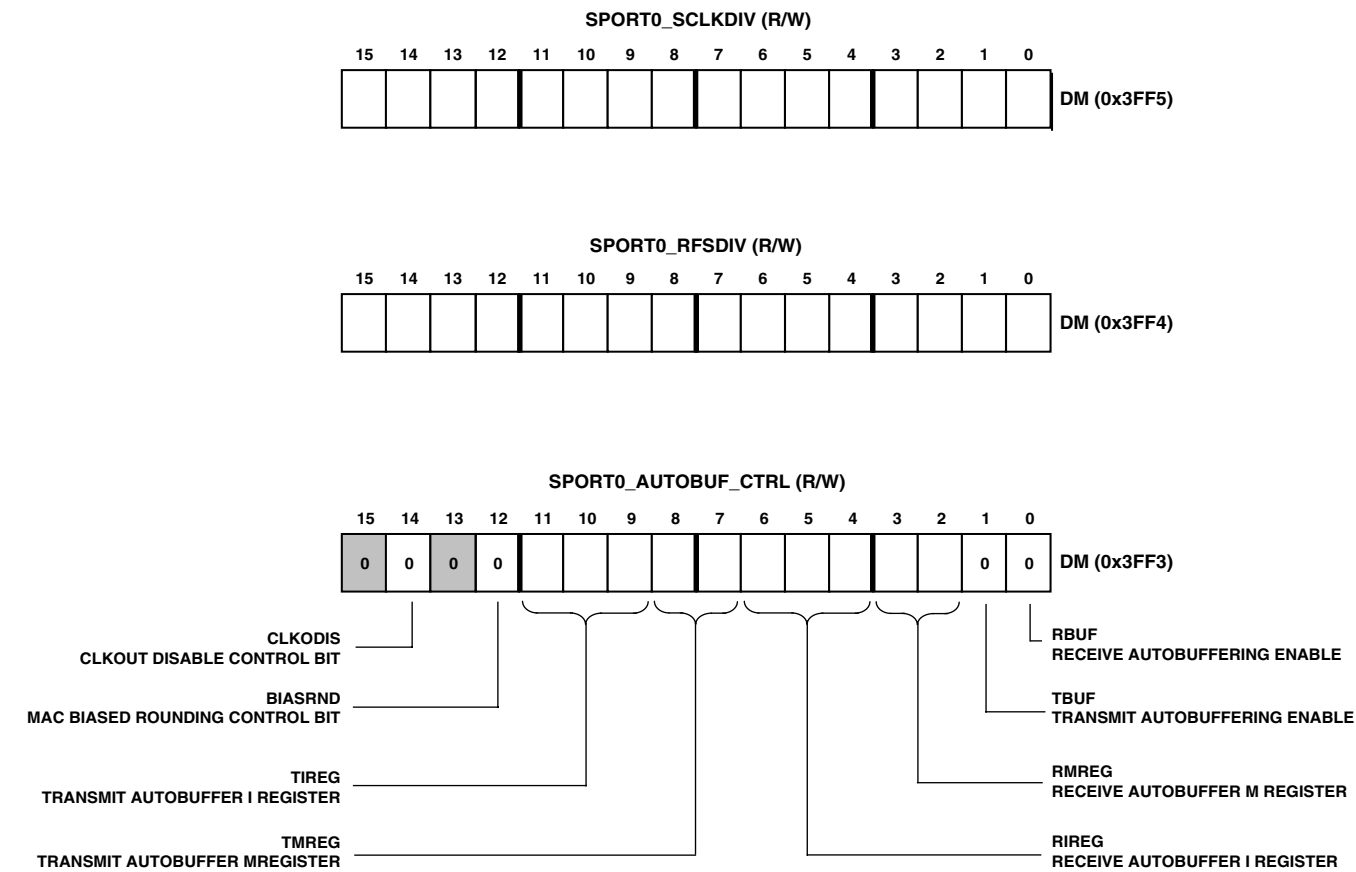 SPORT0_SCLKDIV (R/W)
15 14 13 12 11 10 9 8 7 6 5 4 3 2 1 0
DM (0x3FF5)
SPORT0_RFSDIV (R/W)
15 14 13 12 11 10 9 8 7 6 5 4 3 2 1 0
DM (0x3FF4)
SPORT0_AUTOBUF_CTRL (R/W)
15 14 13 12 11 10 9 8 7 6 5 4 3 2 1 0
0 0 0 0 0 0 DM (0x3FF3)
CLKODIS
CLKOUT DISABLE CONTROL BIT
BIASRND
MAC BIASED ROUNDING CONTROL BIT
TIREG
TRANSMIT AUTOBUFFER I REGISTER
TMREG
TRANSMIT AUTOBUFFER MREGISTER
RBUF
RECEIVE AUTOBUFFERING ENABLE
TBUF
TRANSMIT AUTOBUFFERING ENABLE
RMREG
RECEIVE AUTOBUFFER M REGISTER
RIREG
RECEIVE AUTOBUFFER I REGISTER